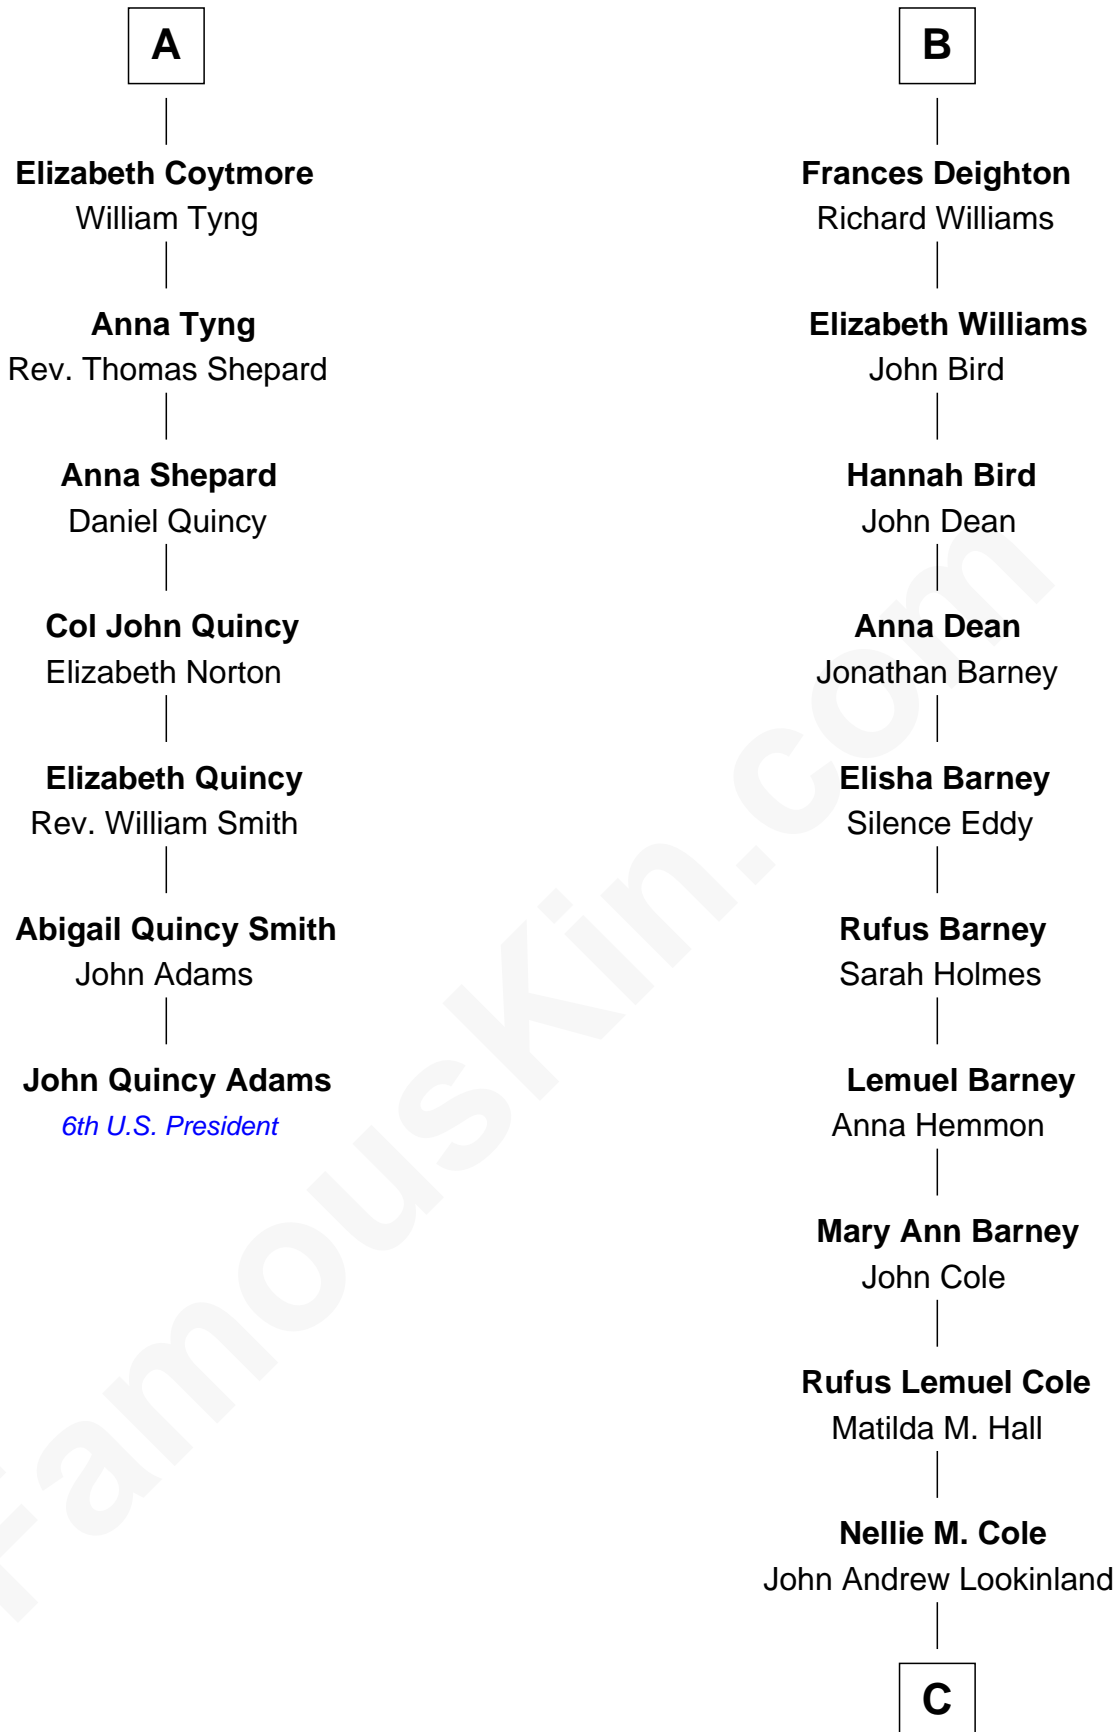 A
Elizabeth Coytmore
William Tyng
Anna Tyng
Rev. Thomas Shepard
Anna Shepard
Daniel Quincy
Col John Quincy
Elizabeth Norton
Elizabeth Quincy
Rev. William Smith
Abigail Quincy Smith
John Adams
John Quincy Adams
6th U.S. President
B
Frances Deighton
Richard Williams
Elizabeth Williams
John Bird
Hannah Bird
John Dean
Anna Dean
Jonathan Barney
Elisha Barney
Silence Eddy
Rufus Barney
Sarah Holmes
Lemuel Barney
Anna Hemmon
Mary Ann Barney
John Cole
Rufus Lemuel Cole
Matilda M. Hall
Nellie M. Cole
John Andrew Lookinland
C
FamousKin.com